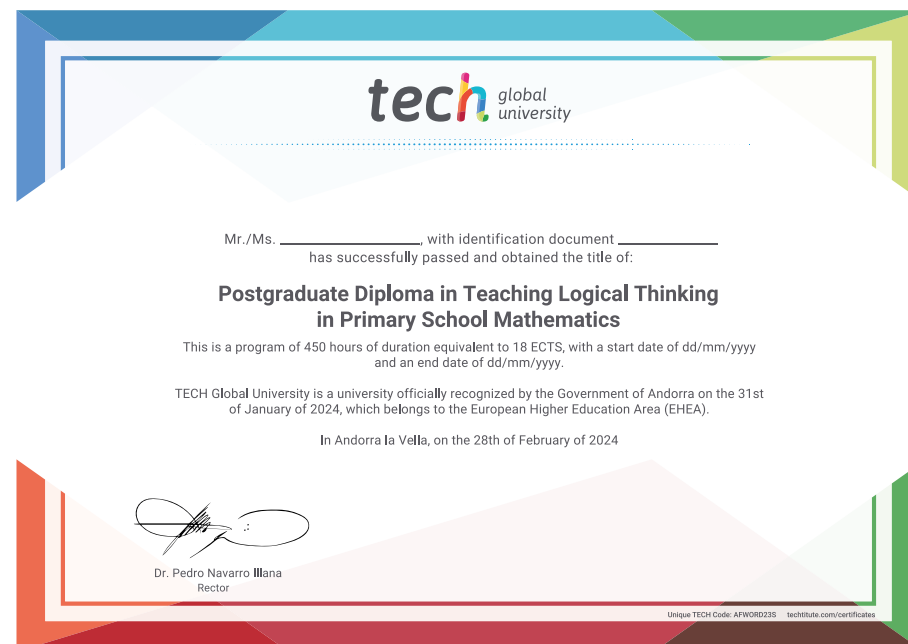 tech global university
Mr./Ms. ____________, with identification document ____________
has successfully passed and obtained the title of:
Postgraduate Diploma in Teaching Logical Thinking
in Primary School Mathematics
This is a program of 450 hours of duration equivalent to 18 ECTS, with a start date of dd/mm/yyyy
and an end date of dd/mm/yyyy.
TECH Global University is a university officially recognized by the Government of Andorra on the 31st
of January of 2024, which belongs to the European Higher Education Area (EHEA).
In Andorra la Vella, on the 28th of February of 2024
Dr. Pedro Navarro Illana
Rector
Unique TECH Code: AFWORD23S techtitute.com/certificates